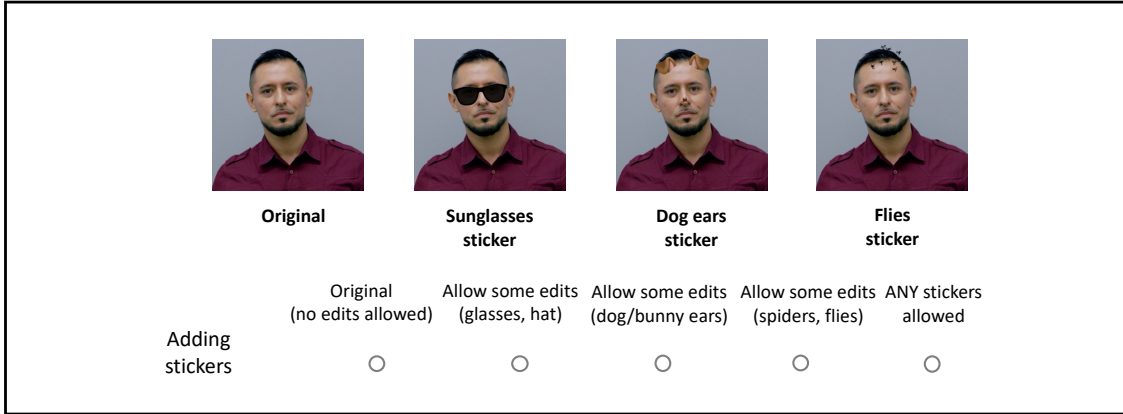 Original
Sunglasses
sticker
Dog ears
sticker
Flies
sticker
Original
(no edits allowed)
Allow some edits
(glasses, hat)
Allow some edits
(dog/bunny ears)
Allow some edits
(spiders, flies)
ANY stickers
allowed
Adding
stickers